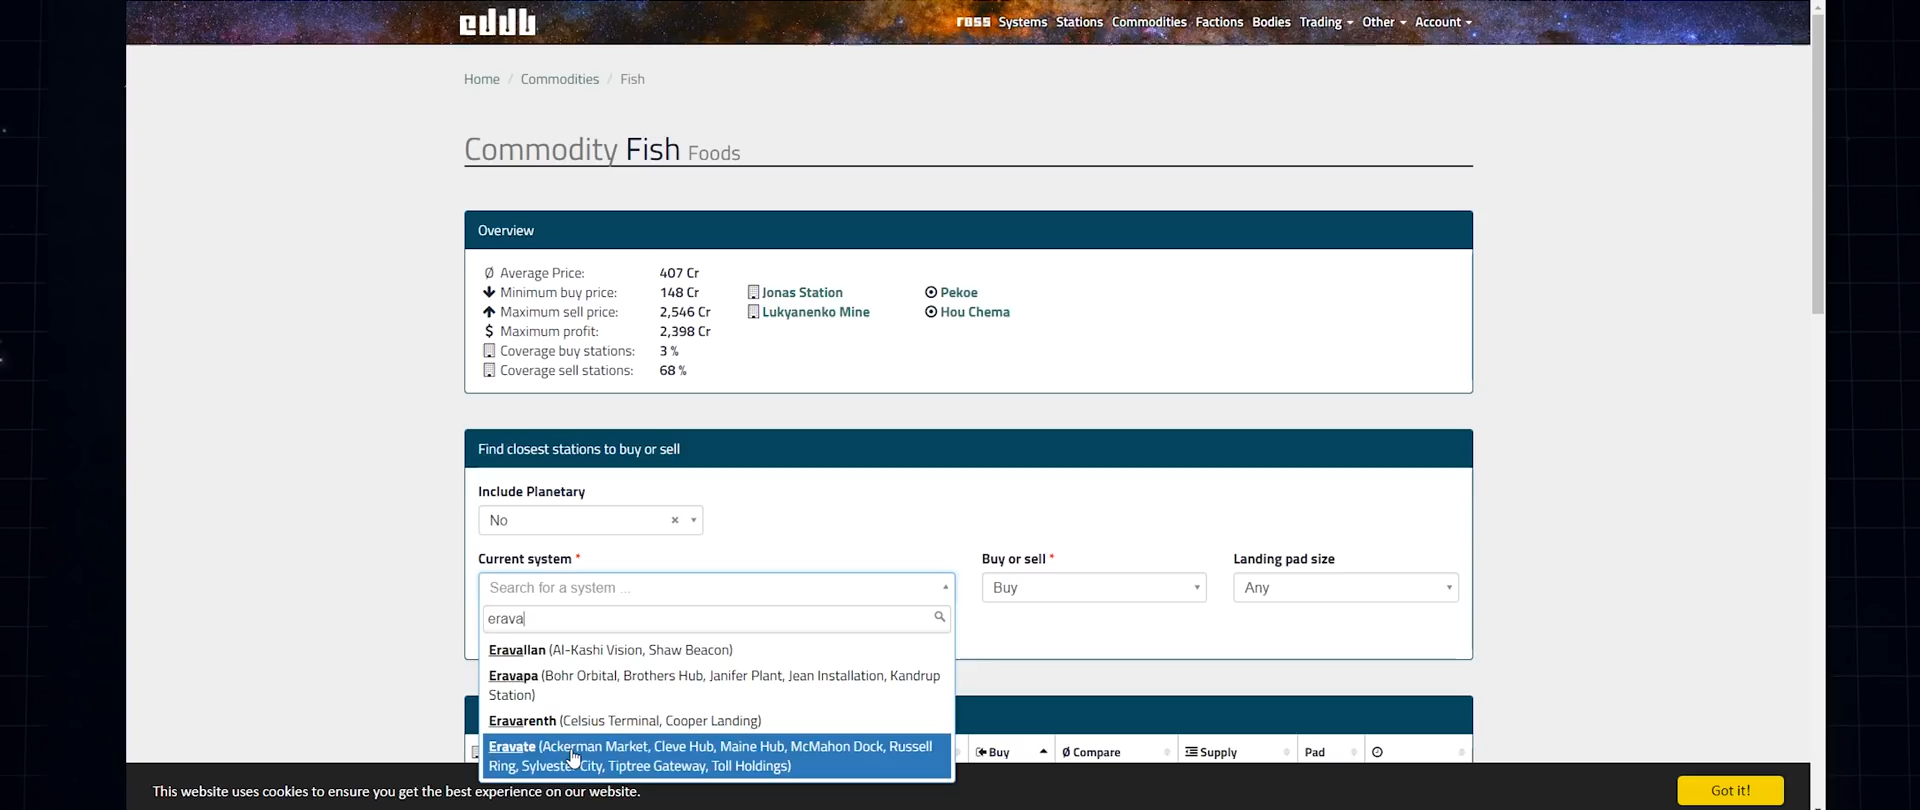 eddb
ross Systems Stations Commodities Factions Bodies Trading Other Account
Home / Commodities / Fish
Commodity Fish Foods
Overview
Ø Average Price: 407 Cr
Minimum buy price: 148 Cr Jonas Station Pekoe
Maximum sell price: 2,546 Cr Lukyanenko Mine Hou Chema
$ Maximum profit: 2,398 Cr
Coverage buy stations: 3 %
Coverage sell stations: 68 %
Find closest stations to buy or sell
Include Planetary
No ×
Current system * Buy or sell * Landing pad size
Search for a system ... Buy Any
erava
Eravallan (Al-Kashi Vision, Shaw Beacon)
Eravapa (Bohr Orbital, Brothers Hub, Janifer Plant, Jean Installation, Kandrup
Station)
Eravarenth (Celsius Terminal, Cooper Landing)
Eravate (Ackerman Market, Cleve Hub, Maine Hub, McMahon Dock, Russell
Ring, Sylvester City, Tiptree Gateway, Toll Holdings)
Buy Ø Compare Supply Pad
This website uses cookies to ensure you get the best experience on our website. Got it!